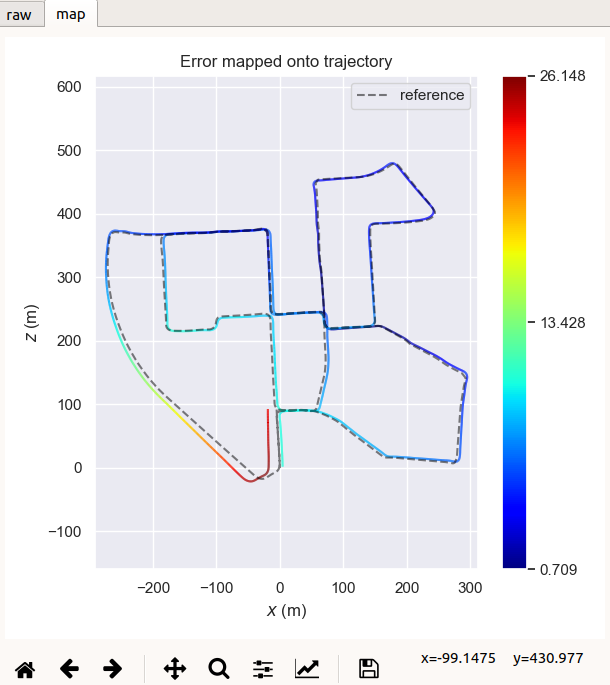 raw map
Error mapped onto trajectory
reference
600
500
400
300
200
100
0
−100
z (m)
−200 −100 0 100 200 300
x (m)
26.148
13.428
0.709
x=-99.1475 y=430.977